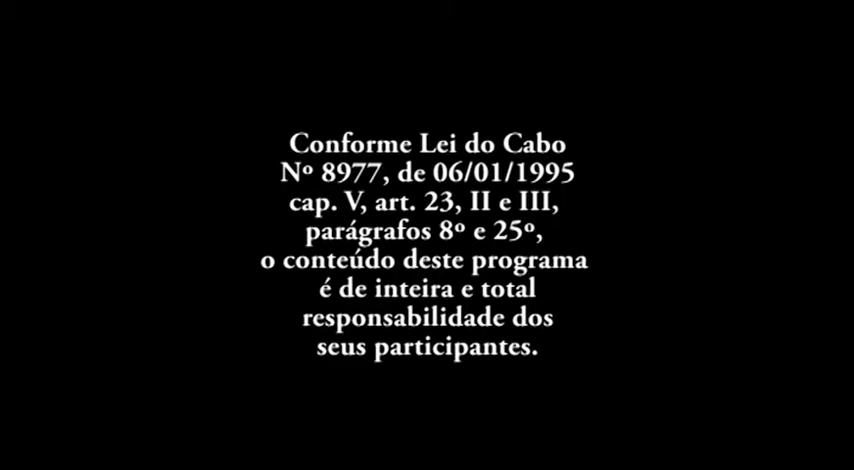 Conforme Lei do Cabo
Nº 8977, de 06/01/1995
cap. V, art. 23, II e III,
parágrafos 8º e 25º,
o conteúdo deste programa
é de inteira e total
responsabilidade dos
seus participantes.